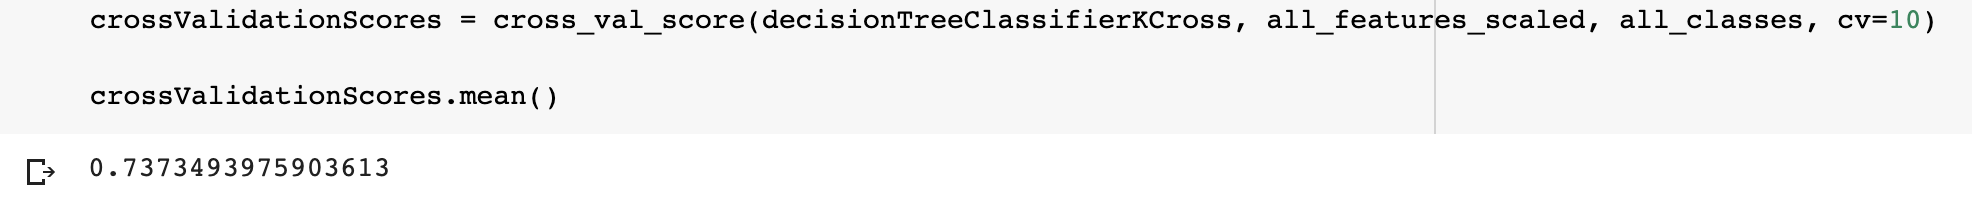 crossValidationScores = cross_val_score(decisionTreeClassifierKCross, all_features_scaled, all_classes, cv=10)
crossValidationScores.mean()
0.7373493975903613